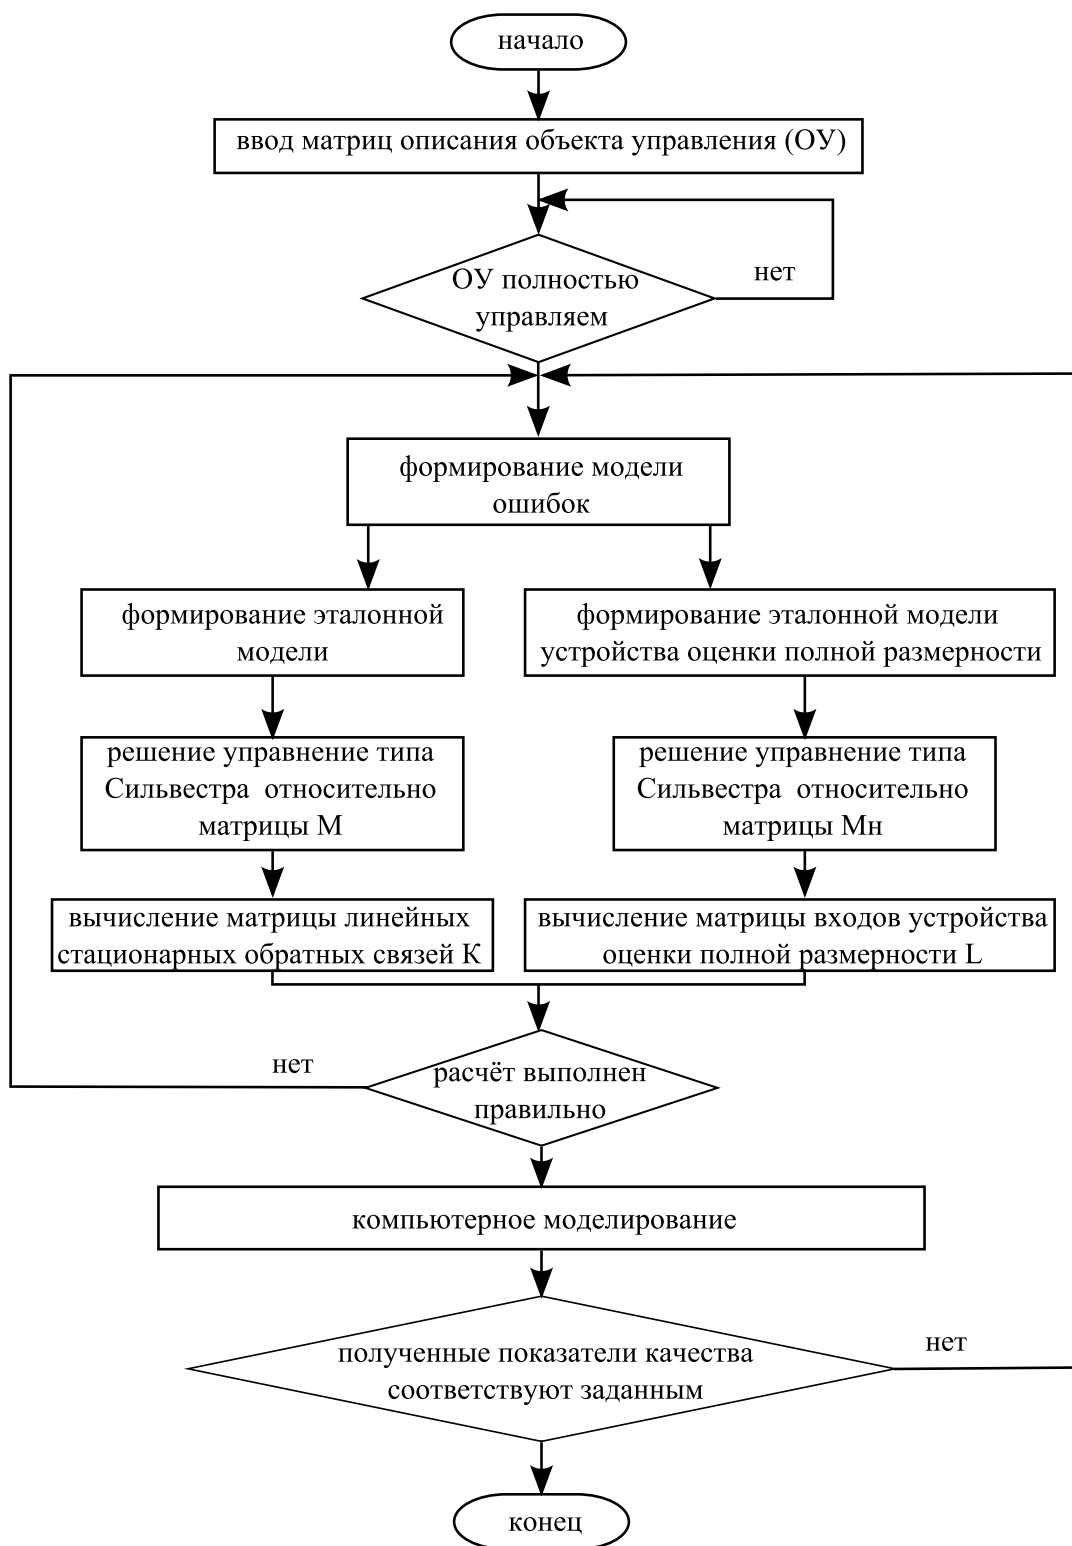 начало
ввод матриц описания объекта управления (ОУ)
ОУ полностью
управляем
нет
формирование модели
ошибок
формирование эталонной
модели
формирование эталонной модели
устройства оценки полной размерности
решение управнение типа
Сильвестра относительно
матрицы М
решение управнение типа
Сильвестра относительно
матрицы Мн
вычисление матрицы линейных
стационарных обратных связей К
вычисление матрицы входов устройства
оценки полной размерности L
нет
расчёт выполнен
правильно
компьютерное моделирование
полученные показатели качества
соответствуют заданным
нет
конец